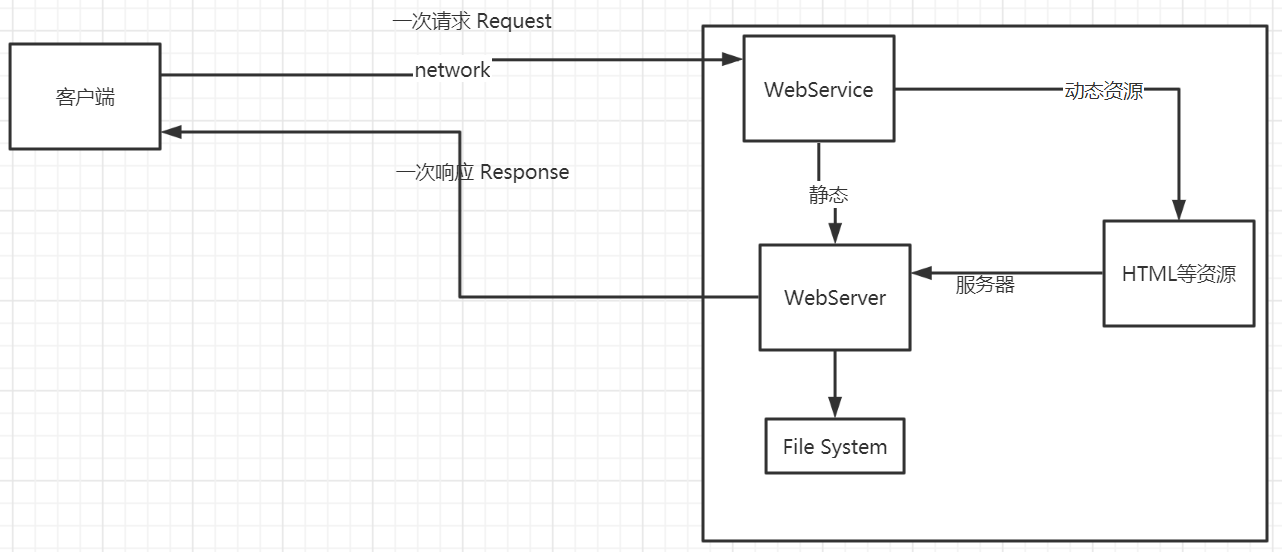 一次请求 Request
客户端
network
WebService
动态资源
一次响应 Response
静态
WebServer
服务器
HTML等资源
File System